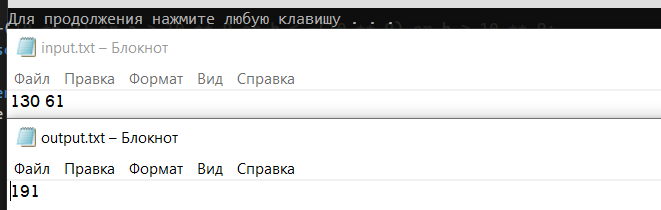 Для продолжения нажмите любую клавишу . . .
input.txt – Блокнот
Файл Правка Формат Вид Справка
130 61
output.txt – Блокнот
Файл Правка Формат Вид Справка
191